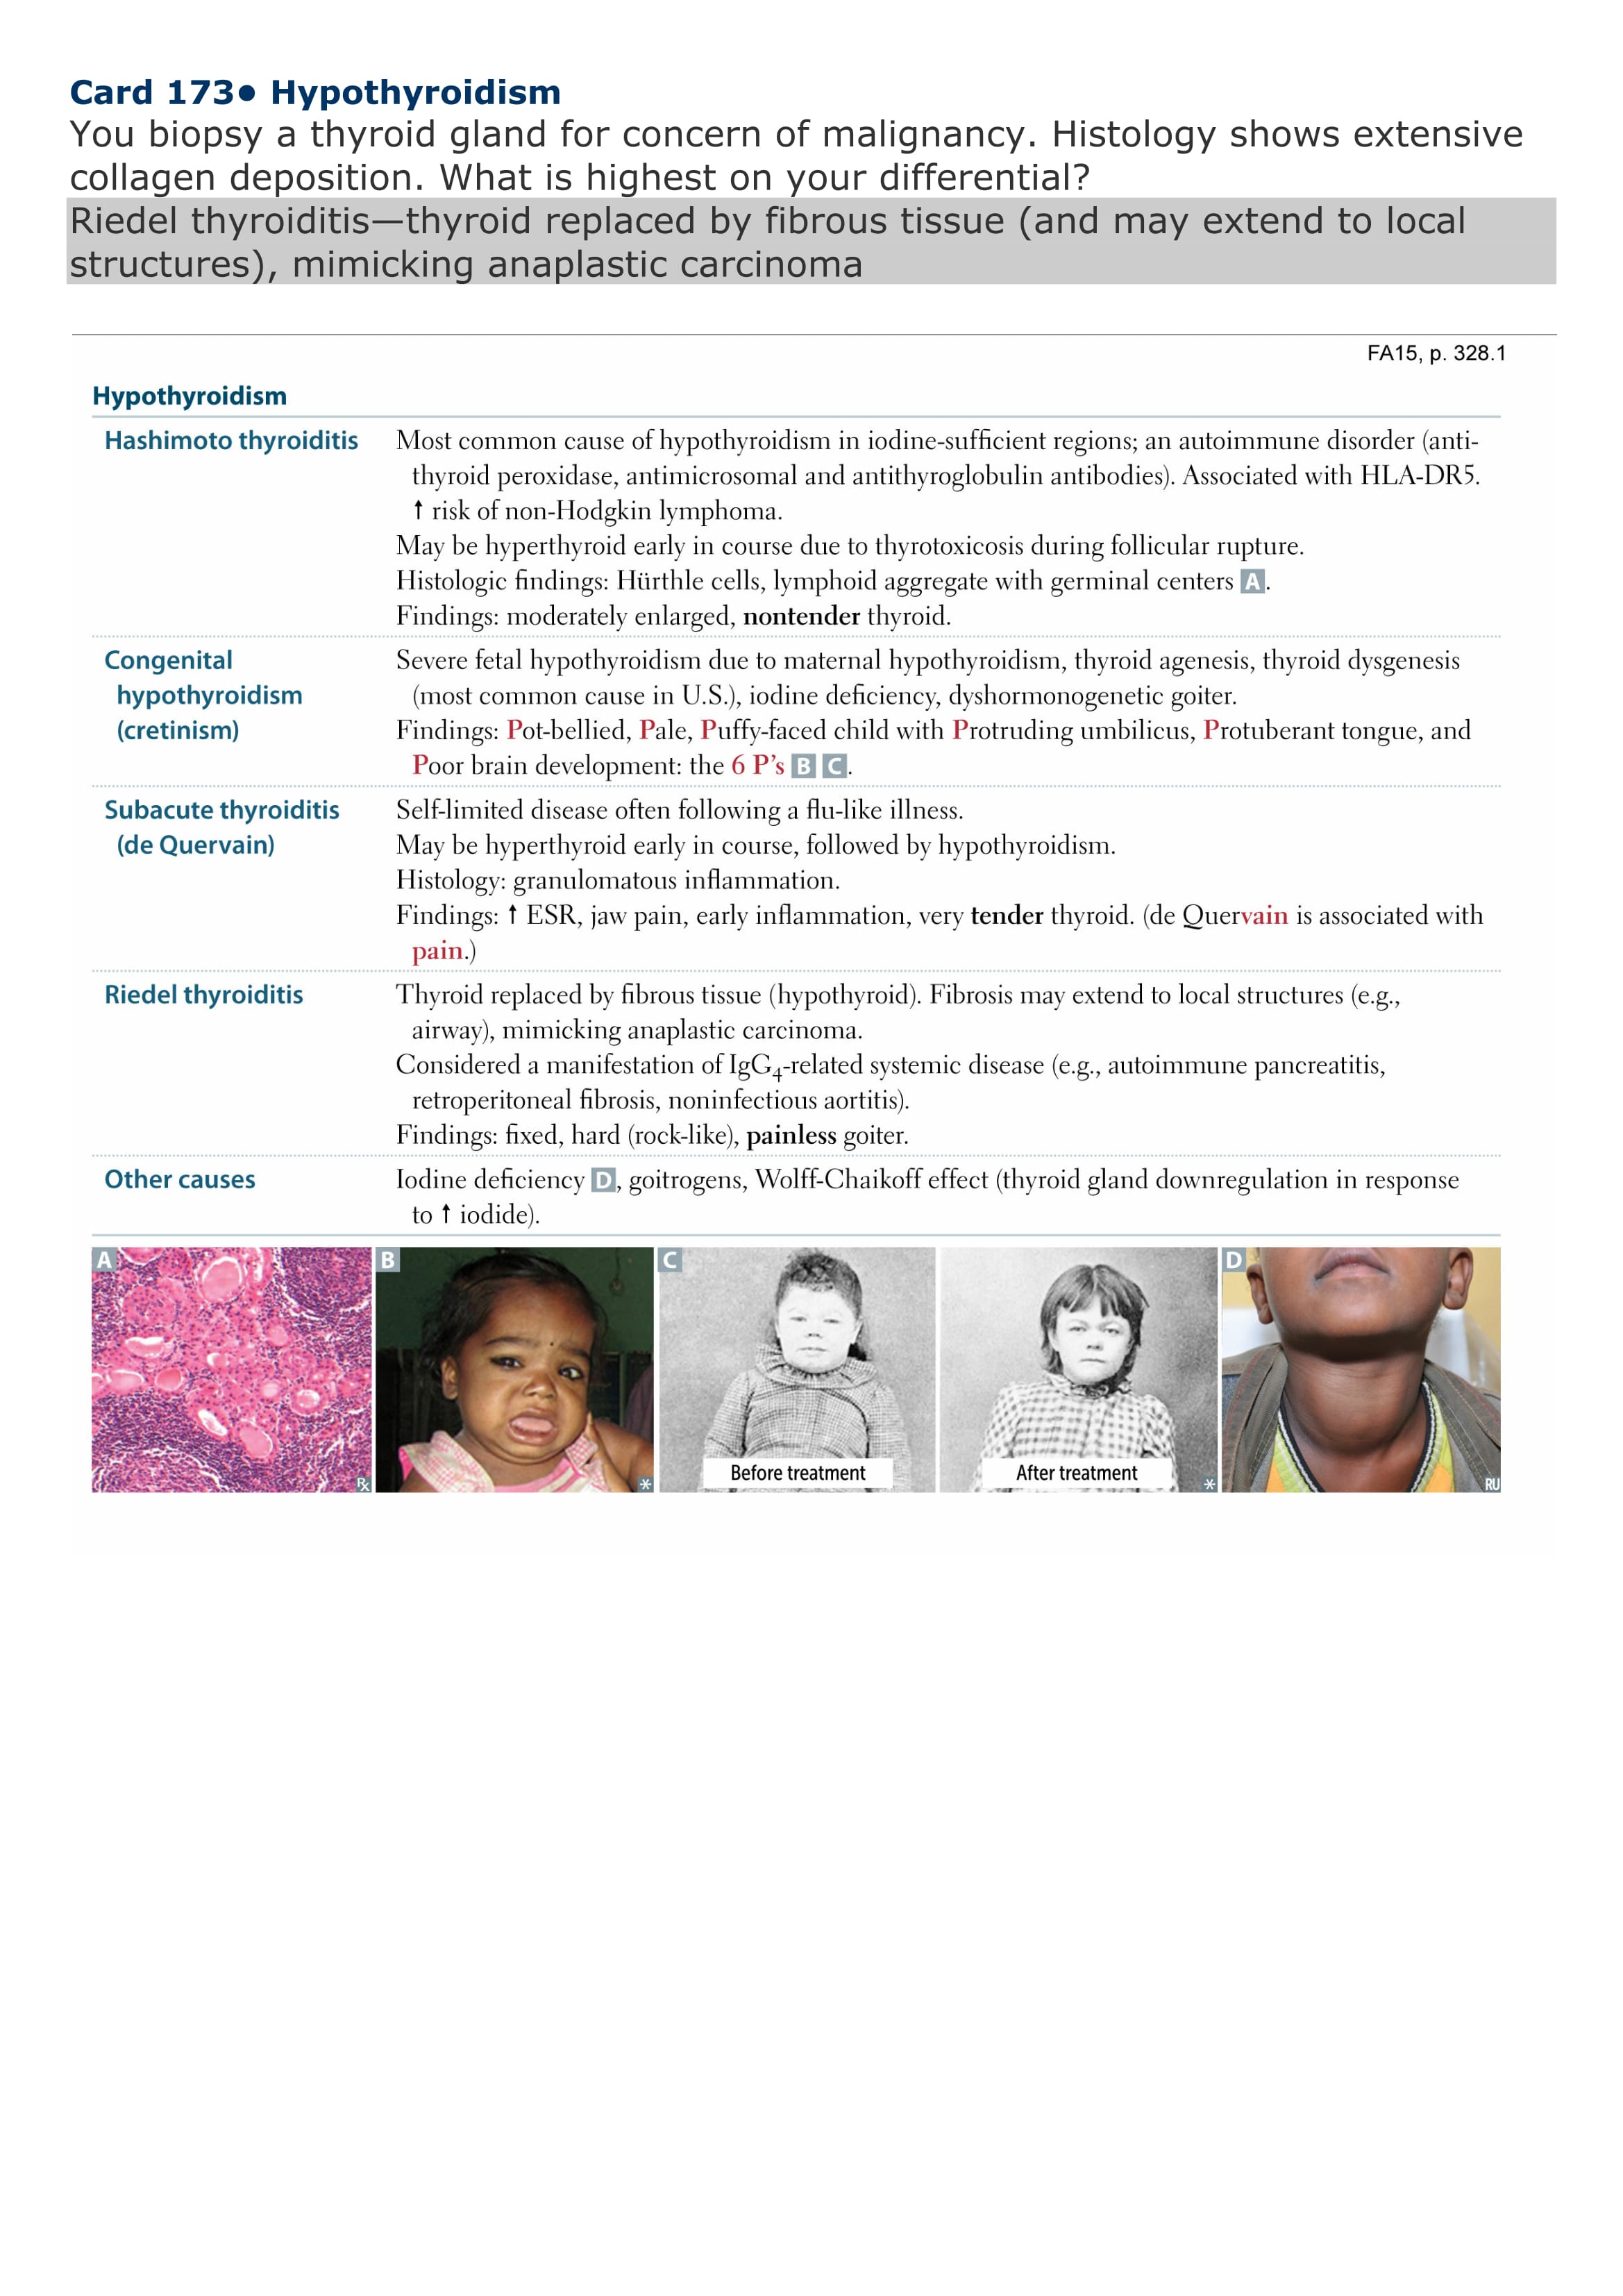 Card 173• Hypothyroidism
You biopsy a thyroid gland for concern of malignancy. Histology shows extensive
collagen deposition. What is highest on your differential?
Riedel thyroiditis—thyroid replaced by fibrous tissue (and may extend to local
structures), mimicking anaplastic carcinoma
FA15, p. 328.1
Hypothyroidism
Hashimoto thyroiditis
Most common cause of hypothyroidism in iodine-sufficient regions; an autoimmune disorder (anti-
thyroid peroxidase, antimicrosomal and antithyroglobulin antibodies). Associated with HLA-DR5.
↑ risk of non-Hodgkin lymphoma.
May be hyperthyroid early in course due to thyrotoxicosis during follicular rupture.
Histologic findings: Hürthle cells, lymphoid aggregate with germinal centers A.
Findings: moderately enlarged, nontender thyroid.
Congenital
hypothyroidism
(cretinism)
Severe fetal hypothyroidism due to maternal hypothyroidism, thyroid agenesis, thyroid dysgenesis
(most common cause in U.S.), iodine deficiency, dyshormonogenetic goiter.
Findings: Pot-bellied, Pale, Puffy-faced child with Protruding umbilicus, Protuberant tongue, and
Poor brain development: the 6 P's B C.
Subacute thyroiditis
(de Quervain)
Self-limited disease often following a flu-like illness.
May be hyperthyroid early in course, followed by hypothyroidism.
Histology: granulomatous inflammation.
Findings: ↑ ESR, jaw pain, early inflammation, very tender thyroid. (de Quervain is associated with
pain.)
Riedel thyroiditis
Thyroid replaced by fibrous tissue (hypothyroid). Fibrosis may extend to local structures (e.g.,
airway), mimicking anaplastic carcinoma.
Considered a manifestation of IgG4-related systemic disease (e.g., autoimmune pancreatitis,
retroperitoneal fibrosis, noninfectious aortitis).
Findings: fixed, hard (rock-like), painless goiter.
Other causes
Iodine deficiency D, goitrogens, Wolff-Chaikoff effect (thyroid gland downregulation in response
to ↑ iodide).
A
B
C
D
Before treatment
After treatment
℞
*
*
RU